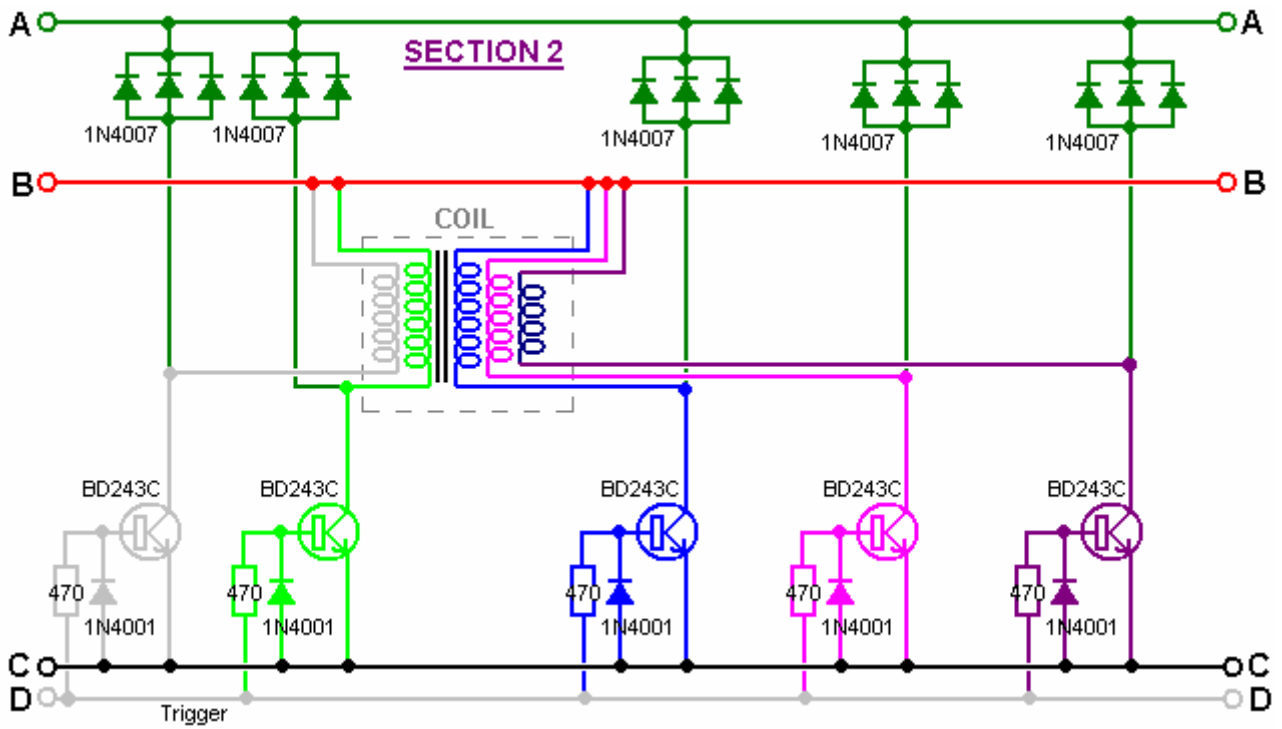 A A
SECTION 2
1N4007 1N4007 1N4007 1N4007 1N4007
B B
COIL
BD243C BD243C BD243C BD243C BD243C
470 470 470 470 470
1N4001 1N4001 1N4001 1N4001 1N4001
C C
D D
Trigger